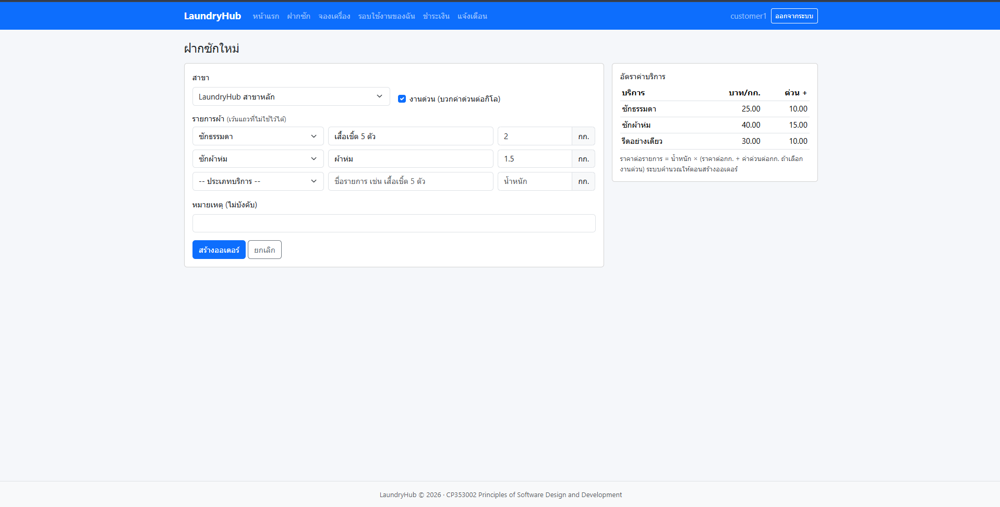 LaundryHub หน้าแรก ฝากซัก จองเครื่อง รอบใช้งานของฉัน ชำระเงิน แจ้งเตือน customer1 ออกจากระบบ
ฝากซักใหม่
สาขา
LaundryHub สาขาหลัก
งานด่วน (บวกค่าด่วนต่อกิโล)
รายการผ้า (เว้นแถวที่ไม่ใช้ไว้ได้)
ซักธรรมดา เสื้อเชิ้ต 5 ตัว 2 กก.
ซักผ้าห่ม ผ้าห่ม 1.5 กก.
-- ประเภทบริการ -- ชื่อรายการ เช่น เสื้อเชิ้ต 5 ตัว น้ำหนัก กก.
หมายเหตุ (ไม่บังคับ)
สร้างออเดอร์ ยกเลิก
อัตราค่าบริการ
บริการ บาท/กก. ด่วน +
ซักธรรมดา 25.00 10.00
ซักผ้าห่ม 40.00 15.00
รีดอย่างเดียว 30.00 10.00
ราคาต่อรายการ = น้ำหนัก × (ราคาต่อกก. + ค่าด่วนต่อกก. ถ้าเลือก
งานด่วน) ระบบคำนวณให้ตอนสร้างออเดอร์
LaundryHub © 2026 · CP353002 Principles of Software Design and Development